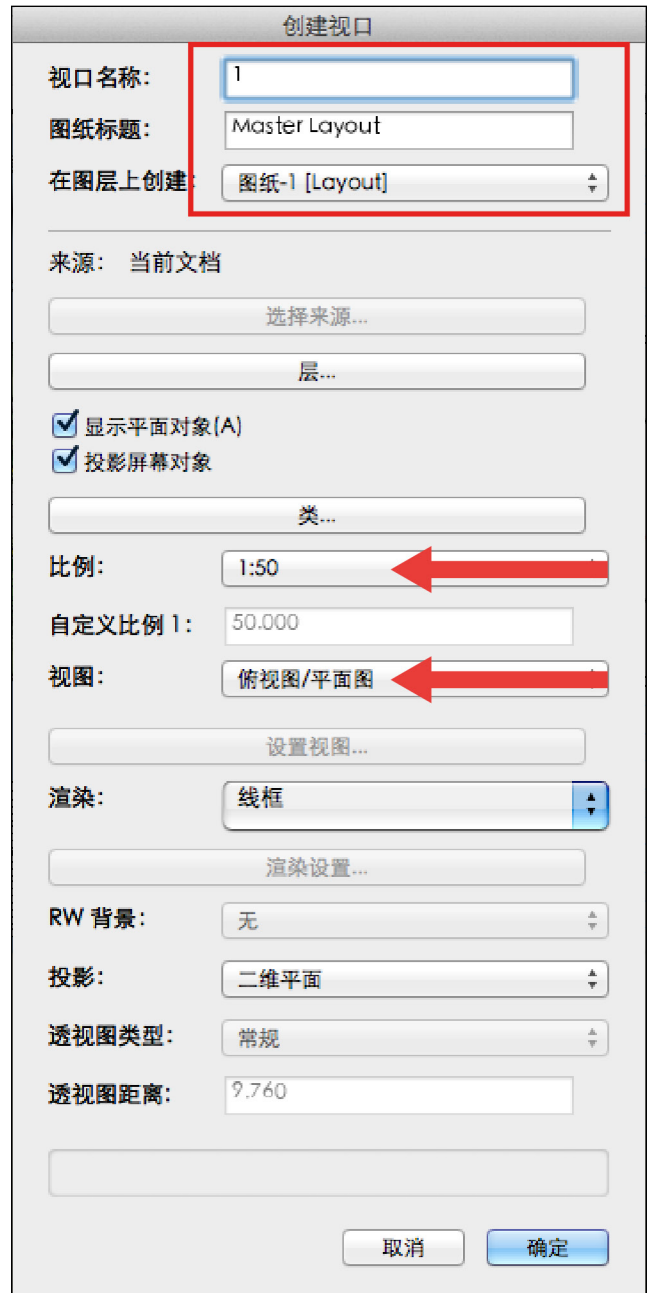 创建视口
视口名称: 1
图纸标题: Master Layout
在图层上创建: 图纸-1 [Layout]
来源: 当前文档
选择来源...
层...
显示平面对象(A)
投影屏幕对象
类...
比例: 1:50
自定义比例 1: 50.000
视图: 俯视图/平面图
设置视图...
渲染: 线框
渲染设置...
RW 背景: 无
投影: 二维平面
透视图类型: 常规
透视图距离: 9.760
取消 确定